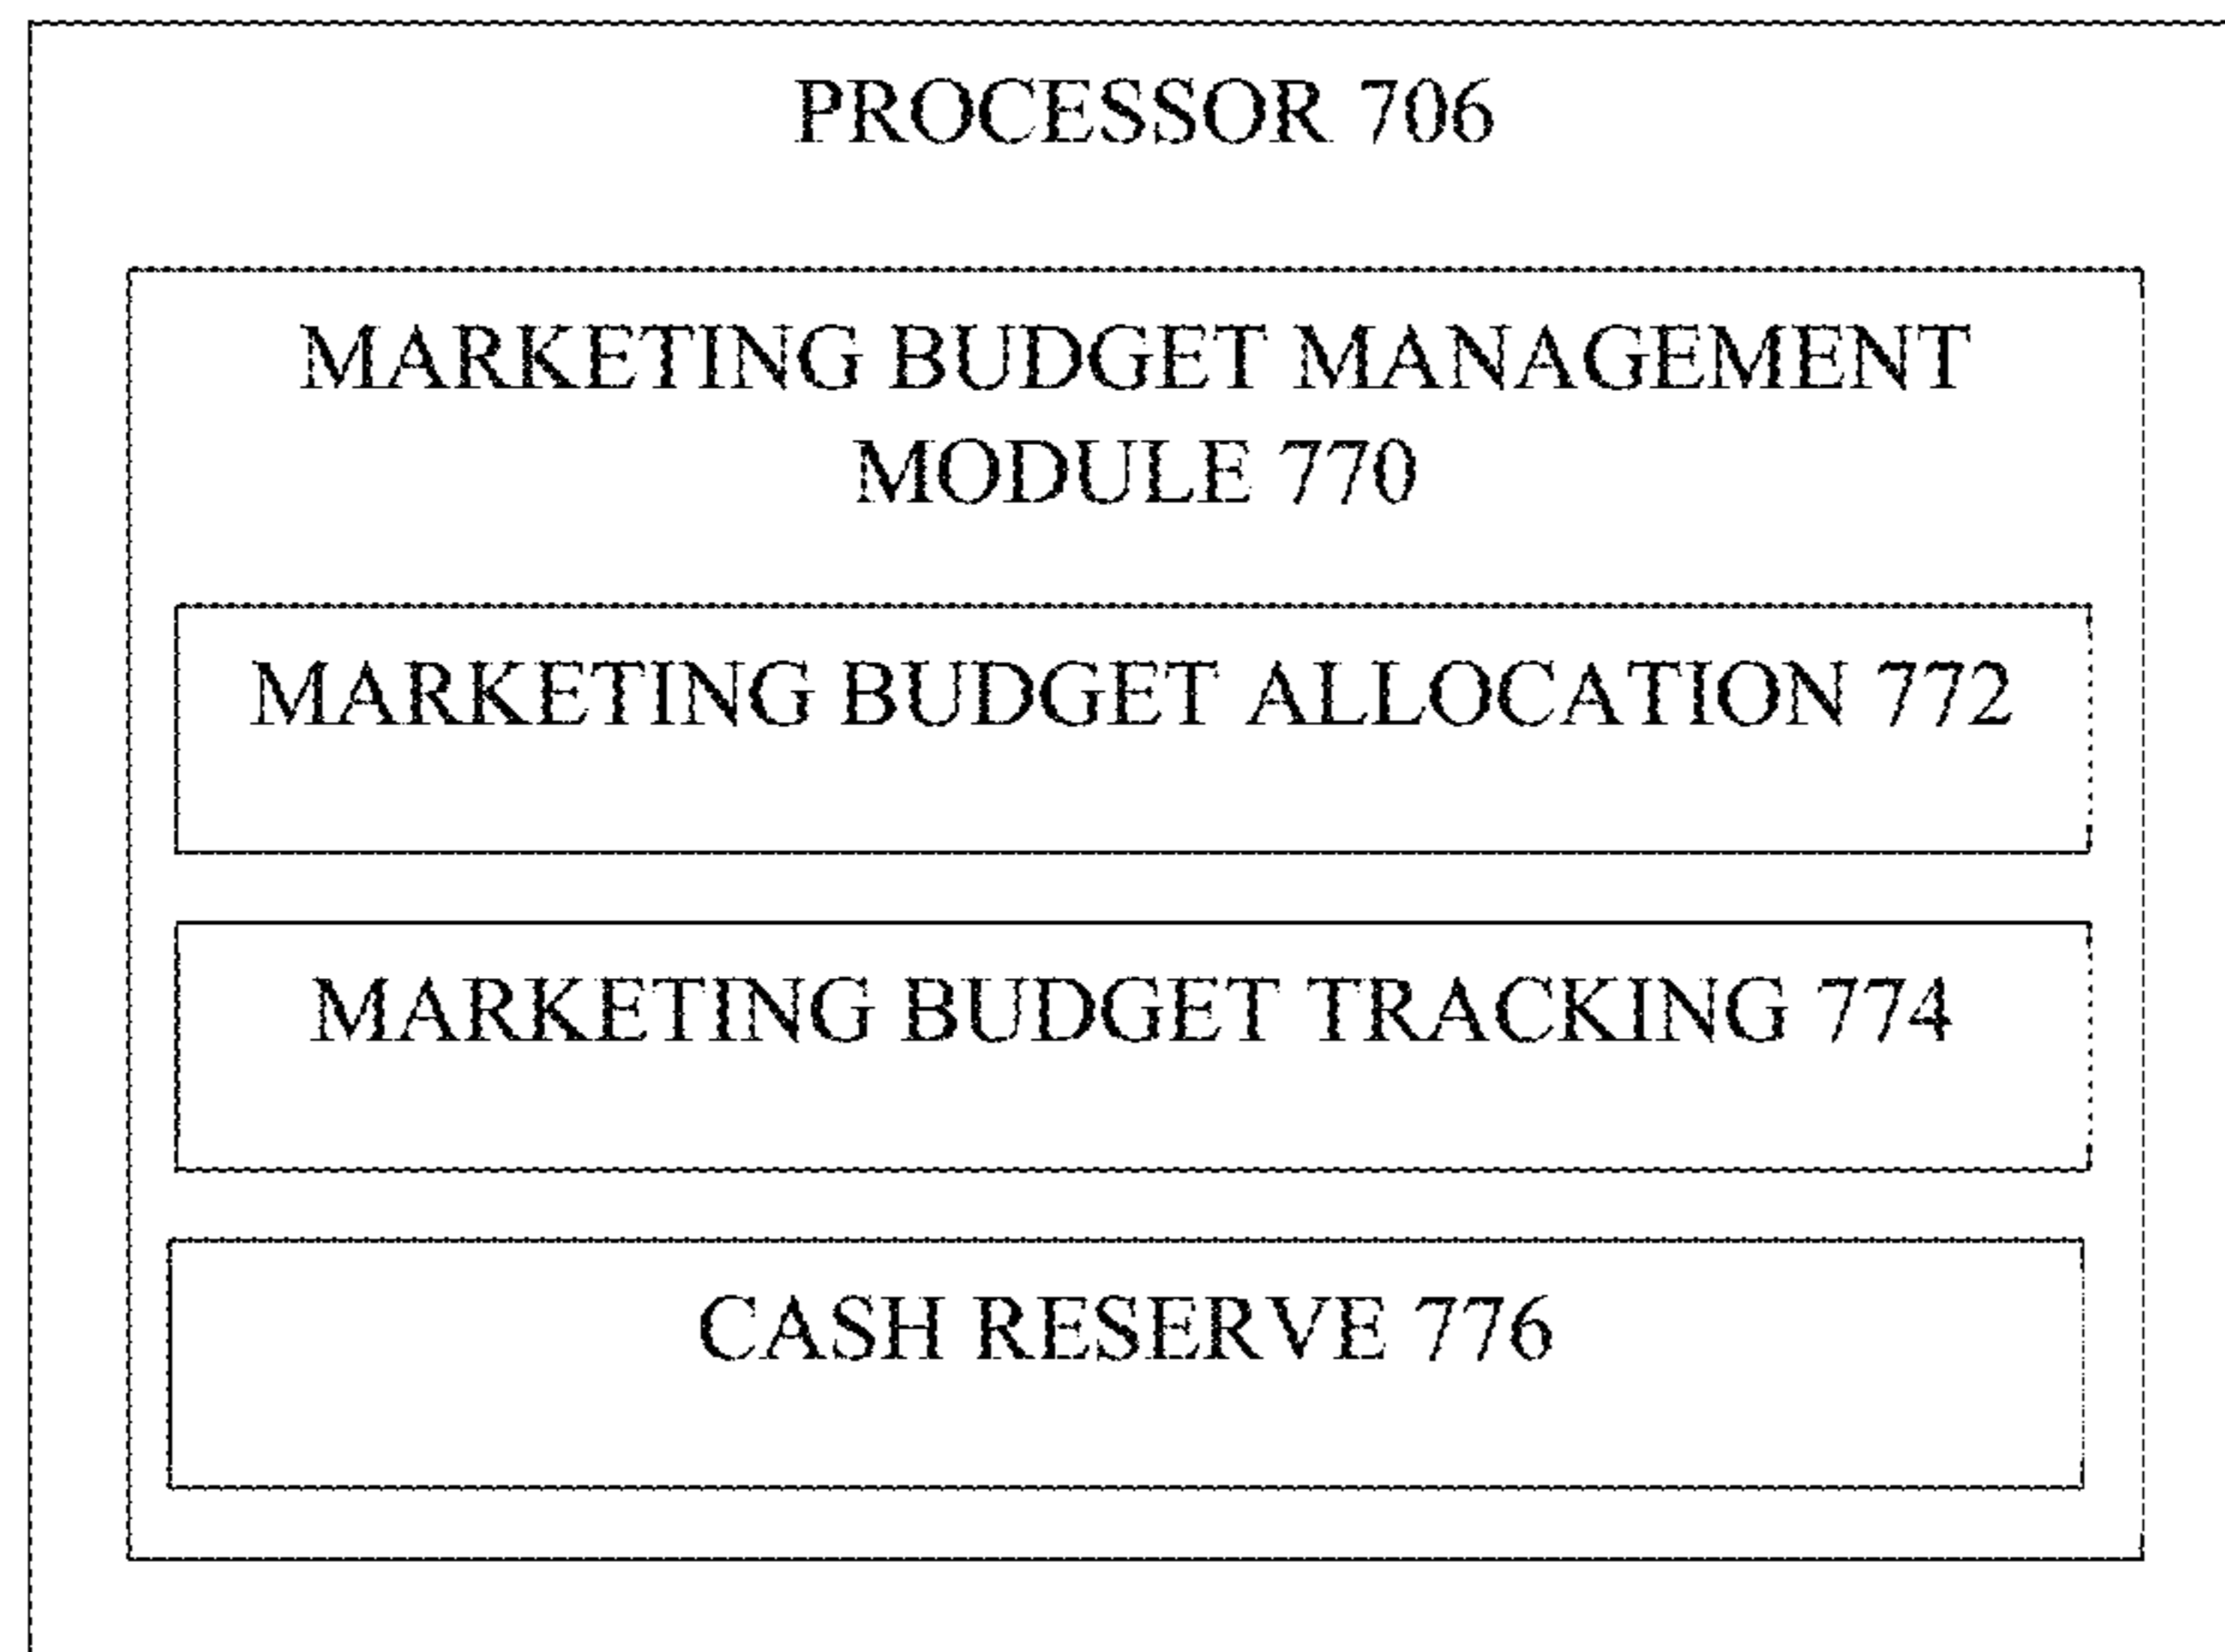 PROCESSOR 706
MARKETING BUDGET MANAGEMENT
MODULE 770
MARKETING BUDGET ALLOCATION 772
MARKETING BUDGET TRACKING 774
CASH RESERVE 776